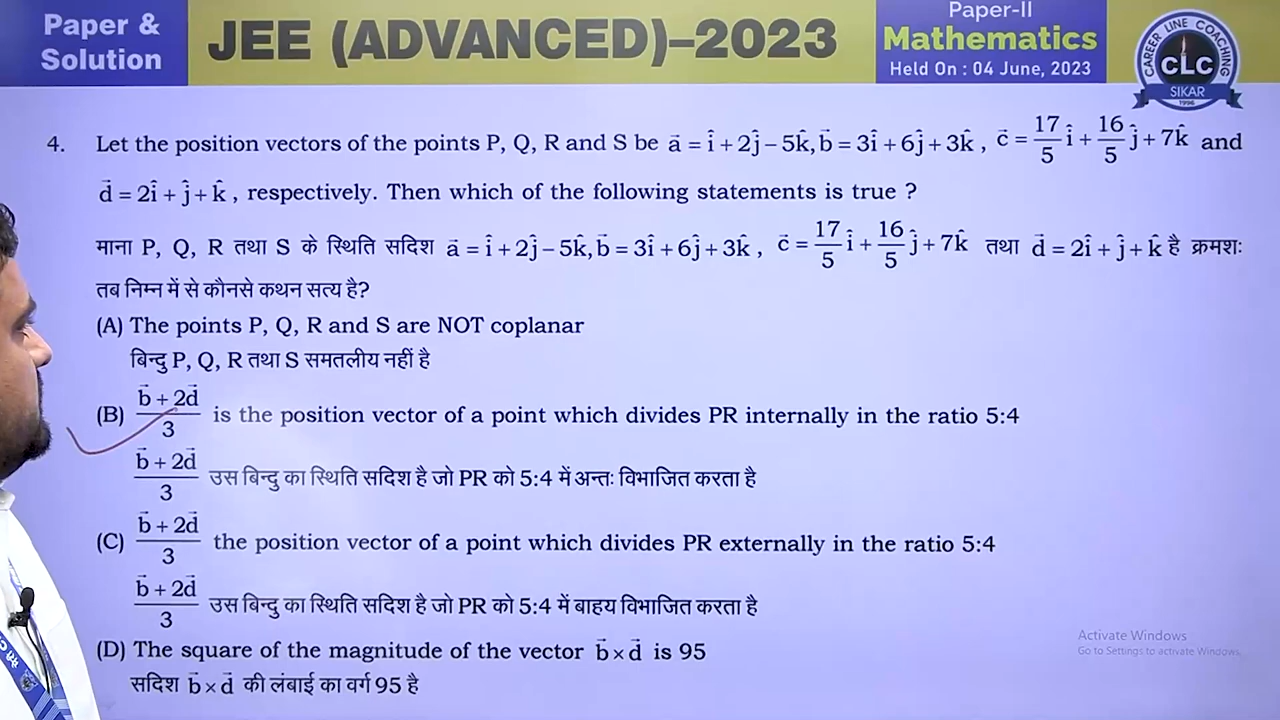 Paper &
Solution
JEE (ADVANCED)–2023
Paper-II
Mathematics
Held On : 04 June, 2023
CAREER LINE COACHING
CLC
SIKAR
1996
4. Let the position vectors of the points P, Q, R and S be a⃗ = î + 2ĵ − 5k̂, b⃗ = 3î + 6ĵ + 3k̂, c⃗ = 17/5 î + 16/5 ĵ + 7k̂ and
d⃗ = 2î + ĵ + k̂, respectively. Then which of the following statements is true ?
माना P, Q, R तथा S के स्थिति सदिश a⃗ = î + 2ĵ − 5k̂, b⃗ = 3î + 6ĵ + 3k̂, c⃗ = 17/5 î + 16/5 ĵ + 7k̂ तथा d⃗ = 2î + ĵ + k̂ है क्रमशः
तब निम्न में से कौनसे कथन सत्य है?
(A) The points P, Q, R and S are NOT coplanar
बिन्दु P, Q, R तथा S समतलीय नहीं है
(B) (b⃗ + 2d⃗)/3 is the position vector of a point which divides PR internally in the ratio 5:4
(b⃗ + 2d⃗)/3 उस बिन्दु का स्थिति सदिश है जो PR को 5:4 में अन्तः विभाजित करता है
(C) (b⃗ + 2d⃗)/3 the position vector of a point which divides PR externally in the ratio 5:4
(b⃗ + 2d⃗)/3 उस बिन्दु का स्थिति सदिश है जो PR को 5:4 में बाहय विभाजित करता है
(D) The square of the magnitude of the vector b⃗ × d⃗ is 95
सदिश b⃗ × d⃗ की लंबाई का वर्ग 95 है
Activate Windows
Go to Settings to activate Windows.